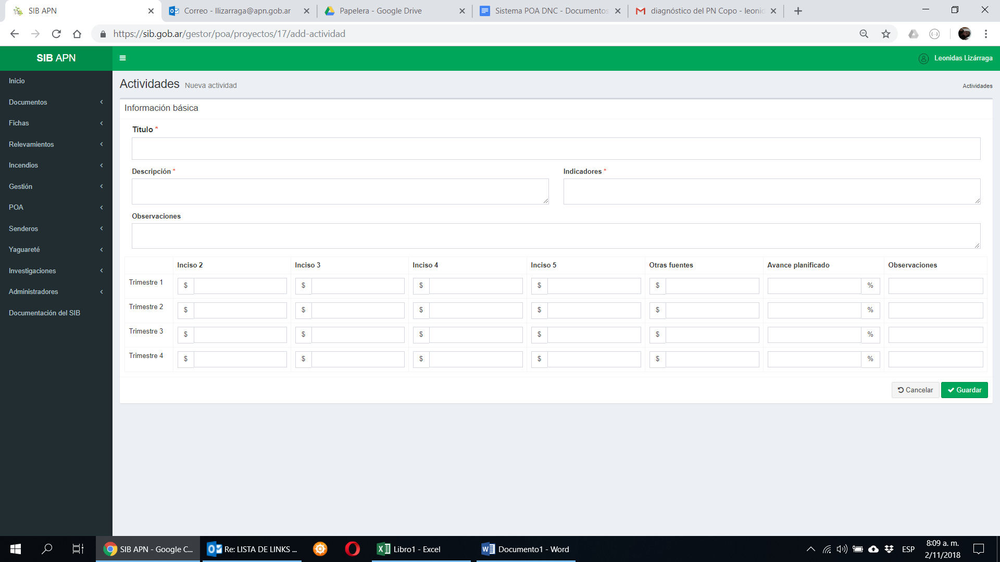 SIB APN
Correo - llizarraga@apn.gob.ar
Papelera - Google Drive
Sistema POA DNC - Documentos
diagnóstico del PN Copo - leonid
https://sib.gob.ar/gestor/poa/proyectos/17/add-actividad
SIB APN
Leonidas Lizárraga
Inicio
Documentos
Fichas
Relevamientos
Incendios
Gestión
POA
Senderos
Yaguareté
Investigaciones
Administradores
Documentación del SIB
Actividades Nueva actividad
Actividades
Información básica
Título *
Descripción *
Indicadores *
Observaciones
Inciso 2 Inciso 3 Inciso 4 Inciso 5 Otras fuentes Avance planificado Observaciones
Trimestre 1 $ $ $ $ $ %
Trimestre 2 $ $ $ $ $ %
Trimestre 3 $ $ $ $ $ %
Trimestre 4 $ $ $ $ $ %
Cancelar Guardar
SIB APN - Google C...
Re: LISTA DE LINKS ...
Libro1 - Excel
Documento1 - Word
ESP
8:09 a. m.
2/11/2018